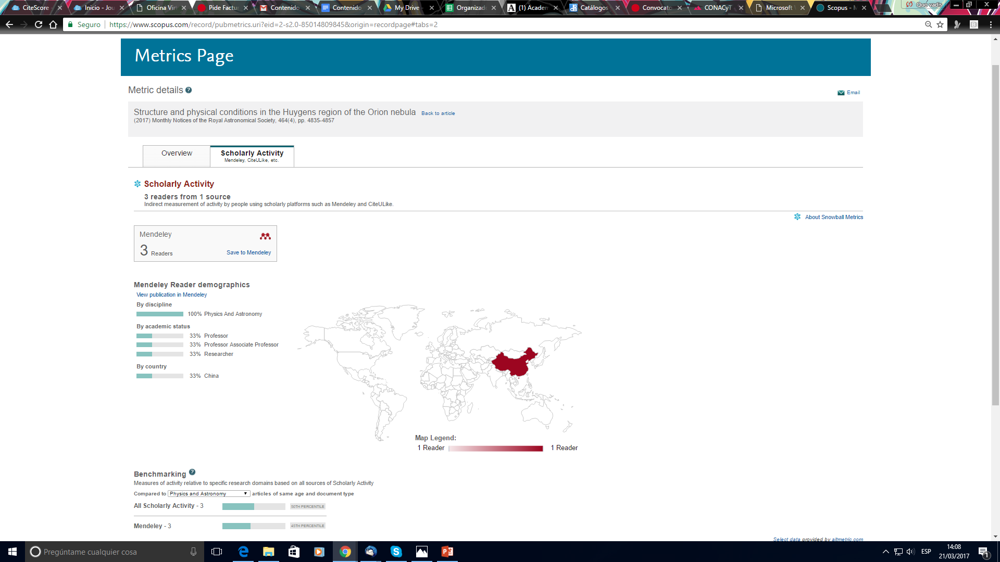 CiteScore -
Inicio - Jou
Oficina Vir
Pide Factur
Contenido
Contenido
My Drive -
Organizad
(1) Academ
Catálogos
Convocato
CONACyT
Microsoft
Scopus - M
Quo vadis
Seguro
https://www.scopus.com/record/pubmetrics.uri?eid=2-s2.0-85014809845&origin=recordpage#tabs=2
Metrics Page
Metric details ?
Email
Structure and physical conditions in the Huygens region of the Orion nebula Back to article
(2017) Monthly Notices of the Royal Astronomical Society, 464(4), pp. 4835-4857
Overview
Scholarly Activity
Mendeley, CiteULike, etc.
Scholarly Activity
3 readers from 1 source
Indirect measurement of activity by people using scholarly platforms such as Mendeley and CiteULike.
About Snowball Metrics
Mendeley
3 Readers
Save to Mendeley
Mendeley Reader demographics
View publication in Mendeley
By discipline
100% Physics And Astronomy
By academic status
33% Professor
33% Professor Associate Professor
33% Researcher
By country
33% China
Map Legend:
1 Reader
1 Reader
Benchmarking ?
Measures of activity relative to specific research domains based on all sources of Scholarly Activity
Compared to Physics and Astronomy articles of same age and document type
All Scholarly Activity - 3
50TH PERCENTILE
Mendeley - 3
45TH PERCENTILE
Select data provided by altmetric.com
Pregúntame cualquier cosa
ESP
14:08
21/03/2017
1